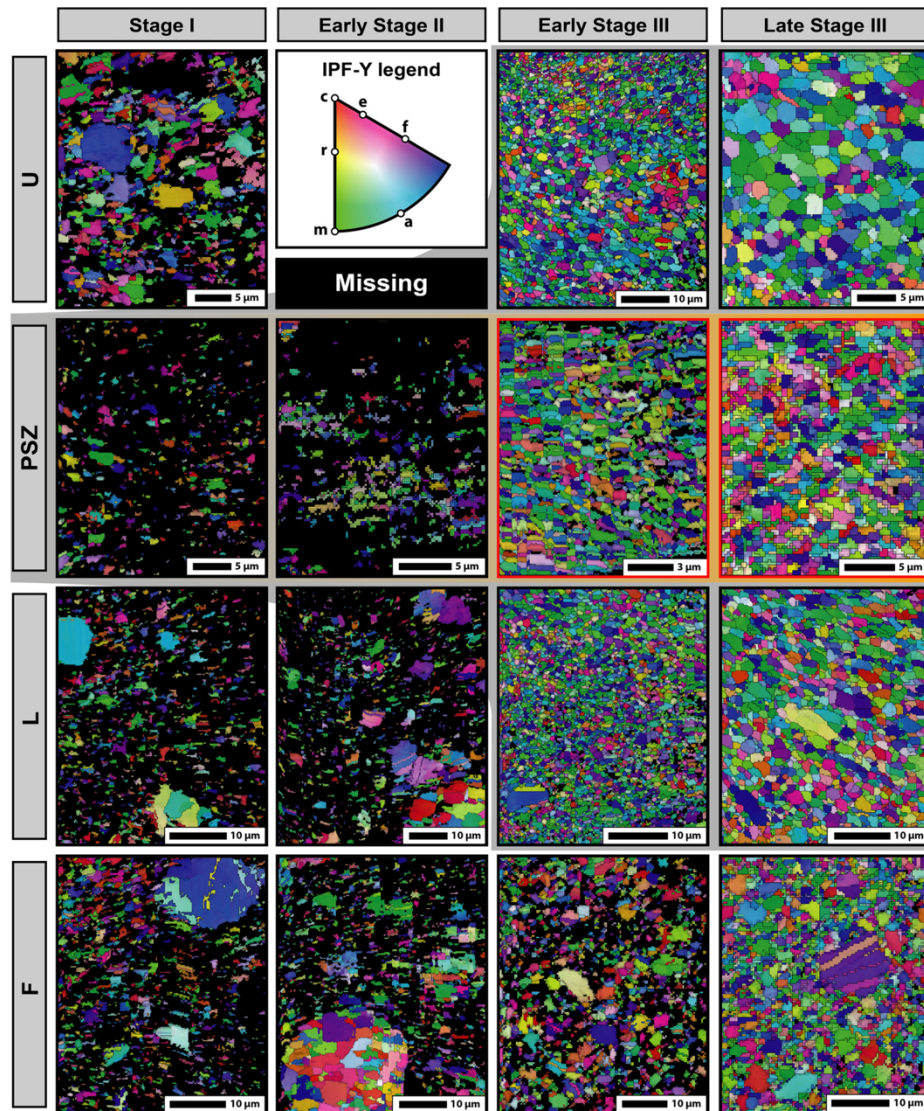 Stage I
Early Stage II
Early Stage III
Late Stage III
U
5 µm
IPF-Y legend
c
e
f
r
m
a
Missing
10 µm
5 µm
PSZ
5 µm
5 µm
3 µm
5 µm
L
10 µm
10 µm
10 µm
10 µm
F
10 µm
10 µm
10 µm
10 µm